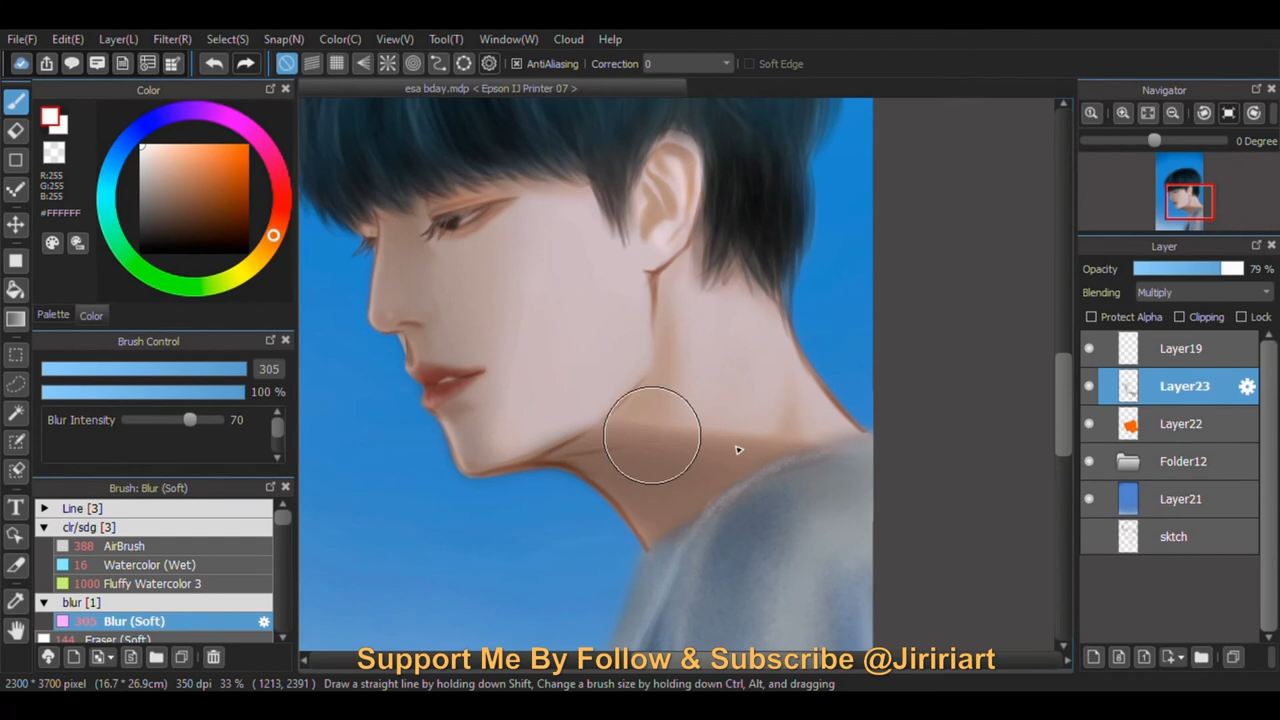 File(F) Edit(E) Layer(L) Filter(R) Select(S) Snap(N) Color(C) View(V) Tool(T) Window(W) Cloud Help
AntiAliasing Correction 0 Soft Edge
Color
esa bday.mdp < Epson IJ Printer 07 >
Navigator
0 Degree
R:255
G:255
B:255
#FFFFFF
Palette Color
Brush Control
305
100 %
Blur Intensity 70
Brush: Blur (Soft)
Line [3]
clr/sdg [3]
388 AirBrush
16 Watercolor (Wet)
1000 Fluffy Watercolor 3
blur [1]
305 Blur (Soft)
144 Eraser (Soft)
Layer
Opacity 79 %
Blending Multiply
Protect Alpha Clipping Lock
Layer19
Layer23
Layer22
Folder12
Layer21
sktch
Support Me By Follow & Subscribe @Jiririart
2300 * 3700 pixel (16.7 * 26.9cm) 350 dpi 33 % ( 1213, 2391 ) Draw a straight line by holding down Shift, Change a brush size by holding down Ctrl, Alt, and dragging